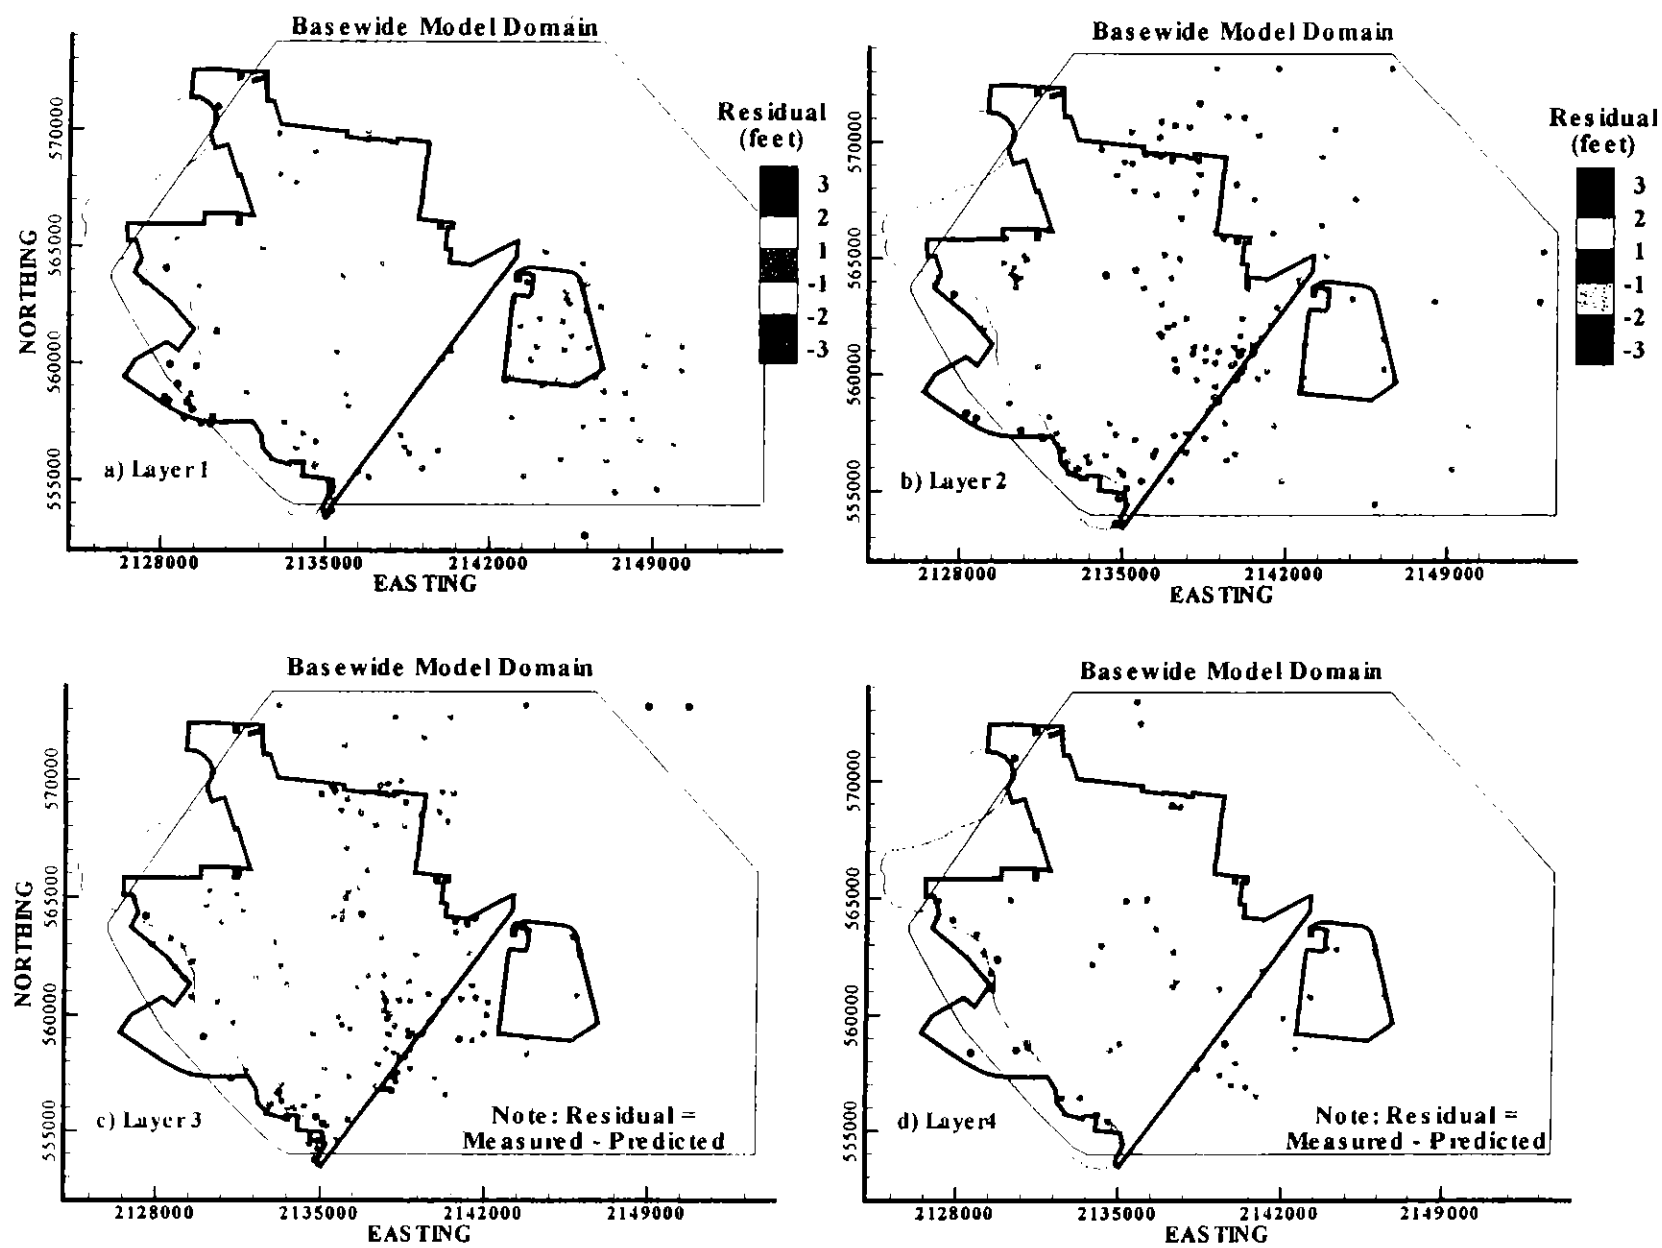 Basewide Model Domain
Residual
(feet)
3
2
1
-1
-2
-3
570000
565000
560000
555000
NORTHING
a) Layer 1
2128000 2135000 2142000 2149000
EASTING
Basewide Model Domain
Residual
(feet)
3
2
1
-1
-2
-3
570000
565000
560000
555000
b) Layer 2
2128000 2135000 2142000 2149000
EASTING
Basewide Model Domain
570000
565000
560000
555000
NORTHING
c) Layer 3
Note: Residual =
Measured - Predicted
2128000 2135000 2142000 2149000
EASTING
Basewide Model Domain
570000
565000
560000
555000
d) Layer4
Note: Residual =
Measured - Predicted
2128000 2135000 2142000 2149000
EASTING